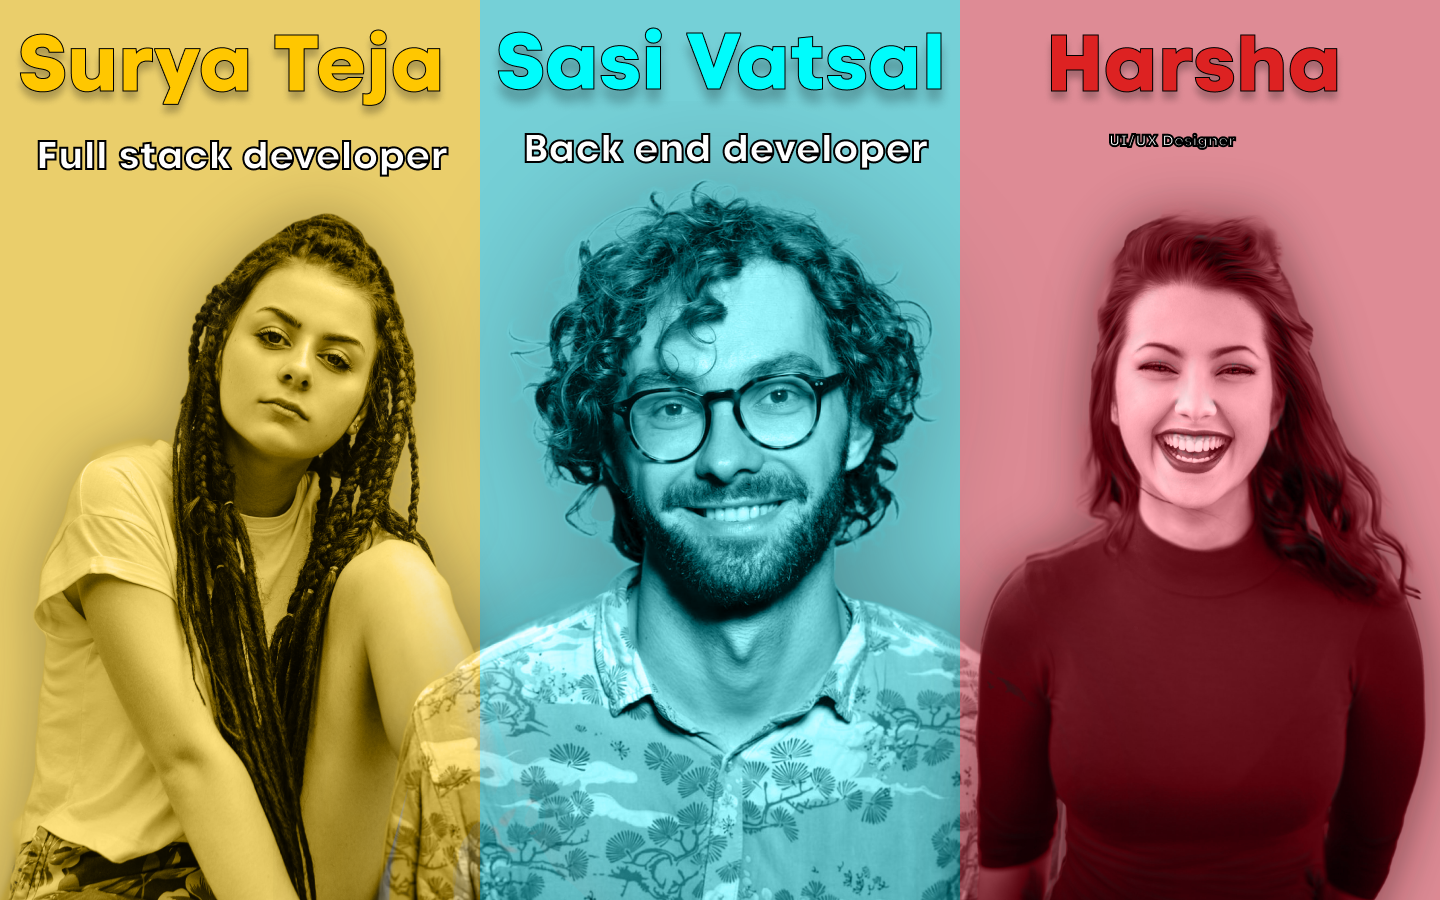 Surya Teja
Full stack developer
Sasi Vatsal
Back end developer
Harsha
UI/UX Designer